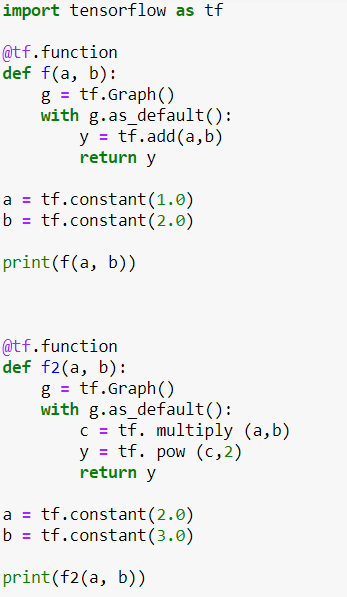 import tensorflow as tf
@tf.function
def f(a, b):
    g = tf.Graph()
    with g.as_default():
        y = tf.add(a,b)
        return y
a = tf.constant(1.0)
b = tf.constant(2.0)
print(f(a, b))
@tf.function
def f2(a, b):
    g = tf.Graph()
    with g.as_default():
        c = tf. multiply (a,b)
        y = tf. pow (c,2)
        return y
a = tf.constant(2.0)
b = tf.constant(3.0)
print(f2(a, b))